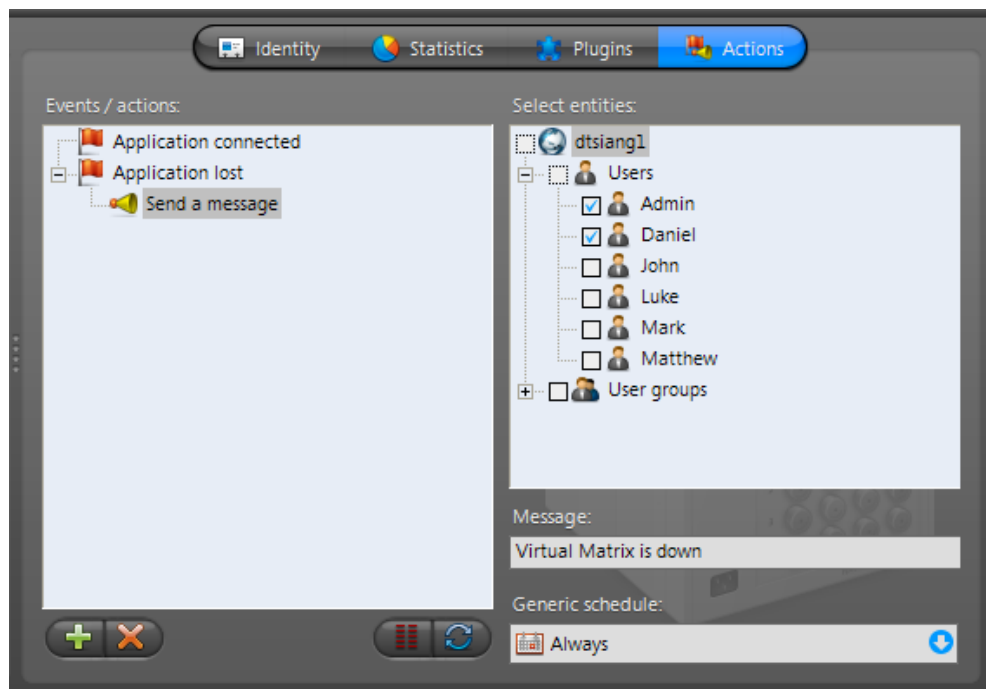 Identity Statistics Plugins Actions
Events / actions:
Application connected
Application lost
Send a message
Select entities:
dtsiang1
Users
Admin
Daniel
John
Luke
Mark
Matthew
User groups
Message:
Virtual Matrix is down
Generic schedule:
Always